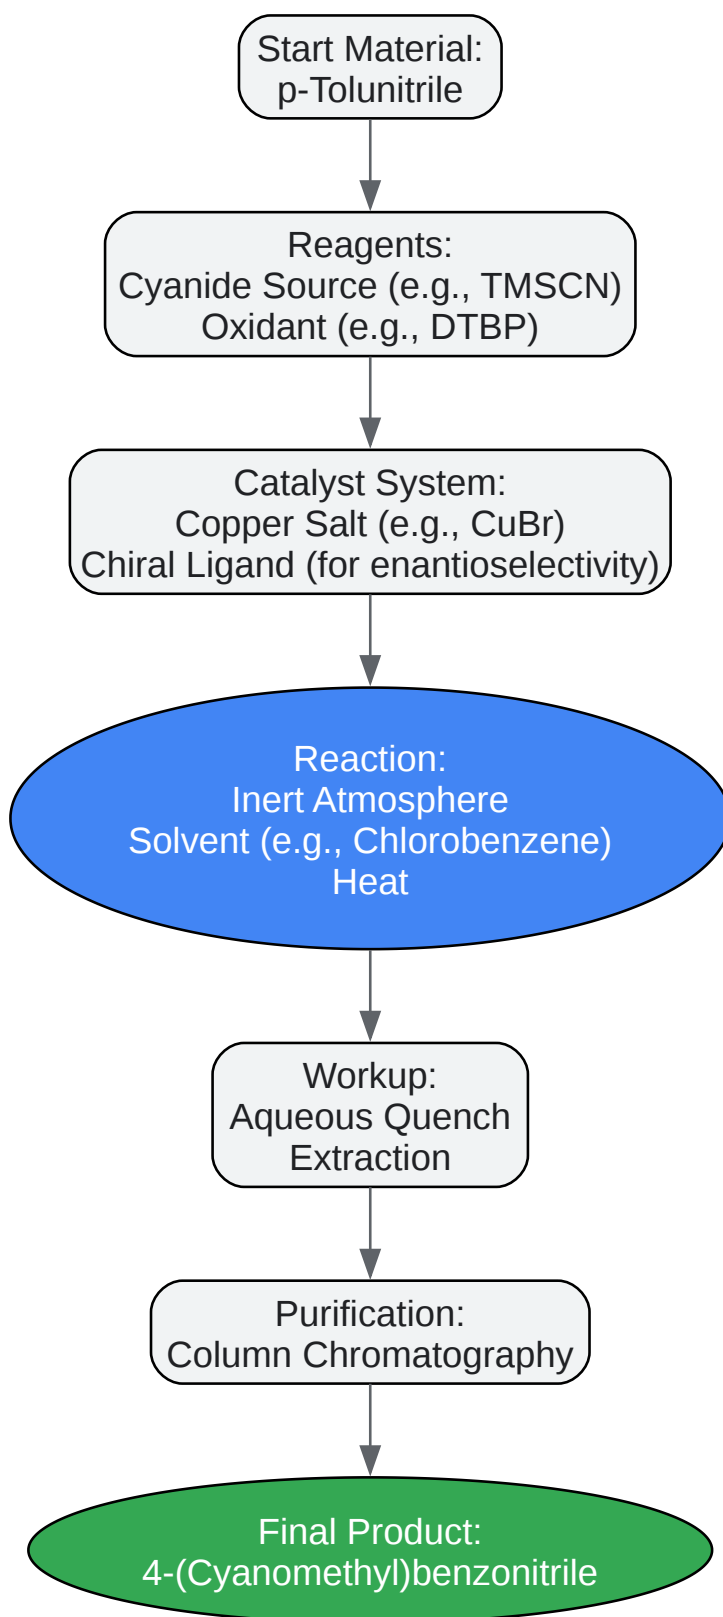 Start Material:
p-Tolunitrile
Reagents:
Cyanide Source (e.g., TMSCN)
Oxidant (e.g., DTBP)
Catalyst System:
Copper Salt (e.g., CuBr)
Chiral Ligand (for enantioselectivity)
Reaction:
Inert Atmosphere
Solvent (e.g., Chlorobenzene)
Heat
Workup:
Aqueous Quench
Extraction
Purification:
Column Chromatography
Final Product:
4-(Cyanomethyl)benzonitrile